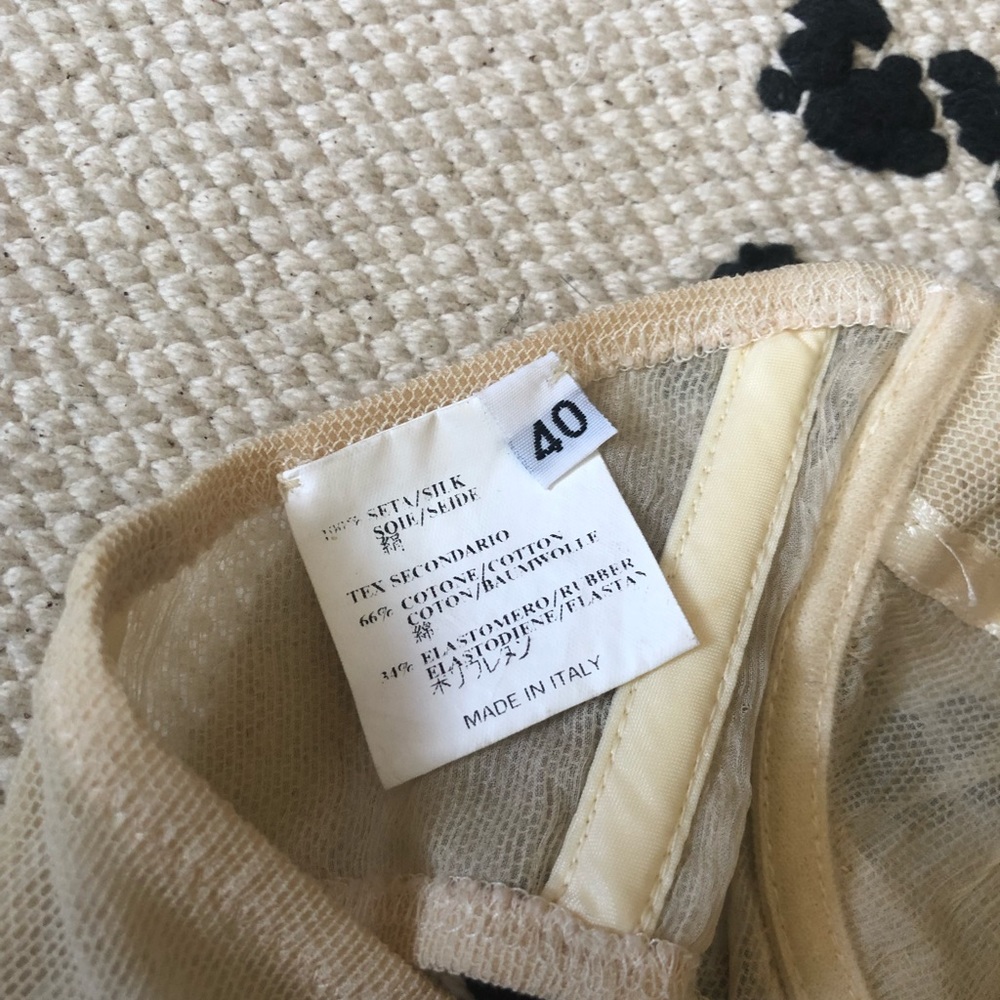 40
100% SETA/SILK
SOIE/SEIDE
絹
TEX SECONDARIO
66% COTONE/COTTON
COTON/BAUMWOLLE
綿
34% ELASTOMERO/RUBBER
ELASTODIENE/ELASTAN
ポリウレタン
MADE IN ITALY